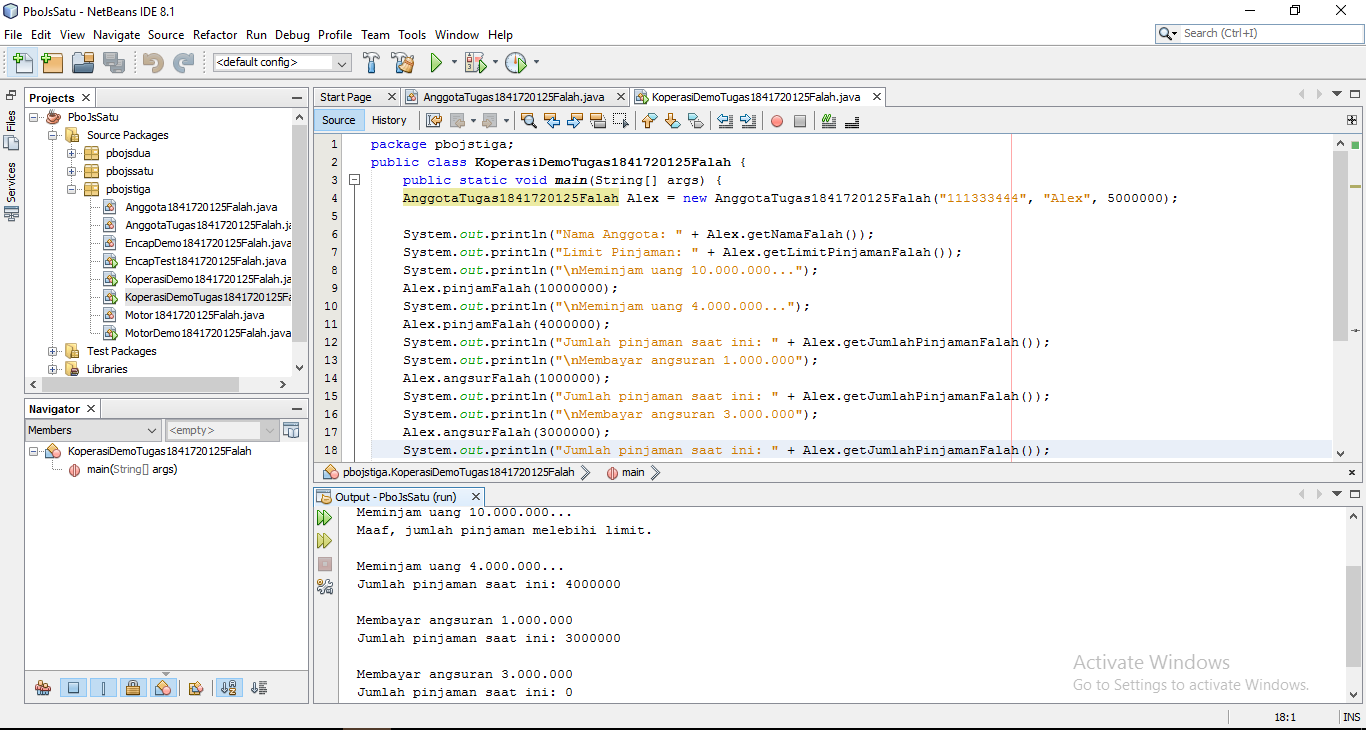 PboJsSatu - NetBeans IDE 8.1
File Edit View Navigate Source Refactor Run Debug Profile Team Tools Window Help
Search (Ctrl+I)
<default config>
Files
Services
Projects
PboJsSatu
Source Packages
pbojsdua
pbojssatu
pbojstiga
Anggota1841720125Falah.java
AnggotaTugas1841720125Falah.ja
EncapDemo1841720125Falah.java
EncapTest1841720125Falah.java
KoperasiDemo1841720125Falah.ja
KoperasiDemoTugas1841720125Fa
Motor1841720125Falah.java
MotorDemo1841720125Falah.java
Test Packages
Libraries
Navigator
Members
<empty>
KoperasiDemoTugas1841720125Falah
main(String[] args)
Start Page AnggotaTugas1841720125Falah.java KoperasiDemoTugas1841720125Falah.java
Source History
1 package pbojstiga;
2 public class KoperasiDemoTugas1841720125Falah {
3 public static void main(String[] args) {
4 AnggotaTugas1841720125Falah Alex = new AnggotaTugas1841720125Falah("111333444", "Alex", 5000000);
5
6 System.out.println("Nama Anggota: " + Alex.getNamaFalah());
7 System.out.println("Limit Pinjaman: " + Alex.getLimitPinjamanFalah());
8 System.out.println("\nMeminjam uang 10.000.000...");
9 Alex.pinjamFalah(10000000);
10 System.out.println("\nMeminjam uang 4.000.000...");
11 Alex.pinjamFalah(4000000);
12 System.out.println("Jumlah pinjaman saat ini: " + Alex.getJumlahPinjamanFalah());
13 System.out.println("\nMembayar angsuran 1.000.000");
14 Alex.angsurFalah(1000000);
15 System.out.println("Jumlah pinjaman saat ini: " + Alex.getJumlahPinjamanFalah());
16 System.out.println("\nMembayar angsuran 3.000.000");
17 Alex.angsurFalah(3000000);
18 System.out.println("Jumlah pinjaman saat ini: " + Alex.getJumlahPinjamanFalah());
pbojstiga.KoperasiDemoTugas1841720125Falah main
Output - PboJsSatu (run)
Meminjam uang 10.000.000...
Maaf, jumlah pinjaman melebihi limit.
Meminjam uang 4.000.000...
Jumlah pinjaman saat ini: 4000000
Membayar angsuran 1.000.000
Jumlah pinjaman saat ini: 3000000
Membayar angsuran 3.000.000
Jumlah pinjaman saat ini: 0
Activate Windows
Go to Settings to activate Windows.
18:1 INS